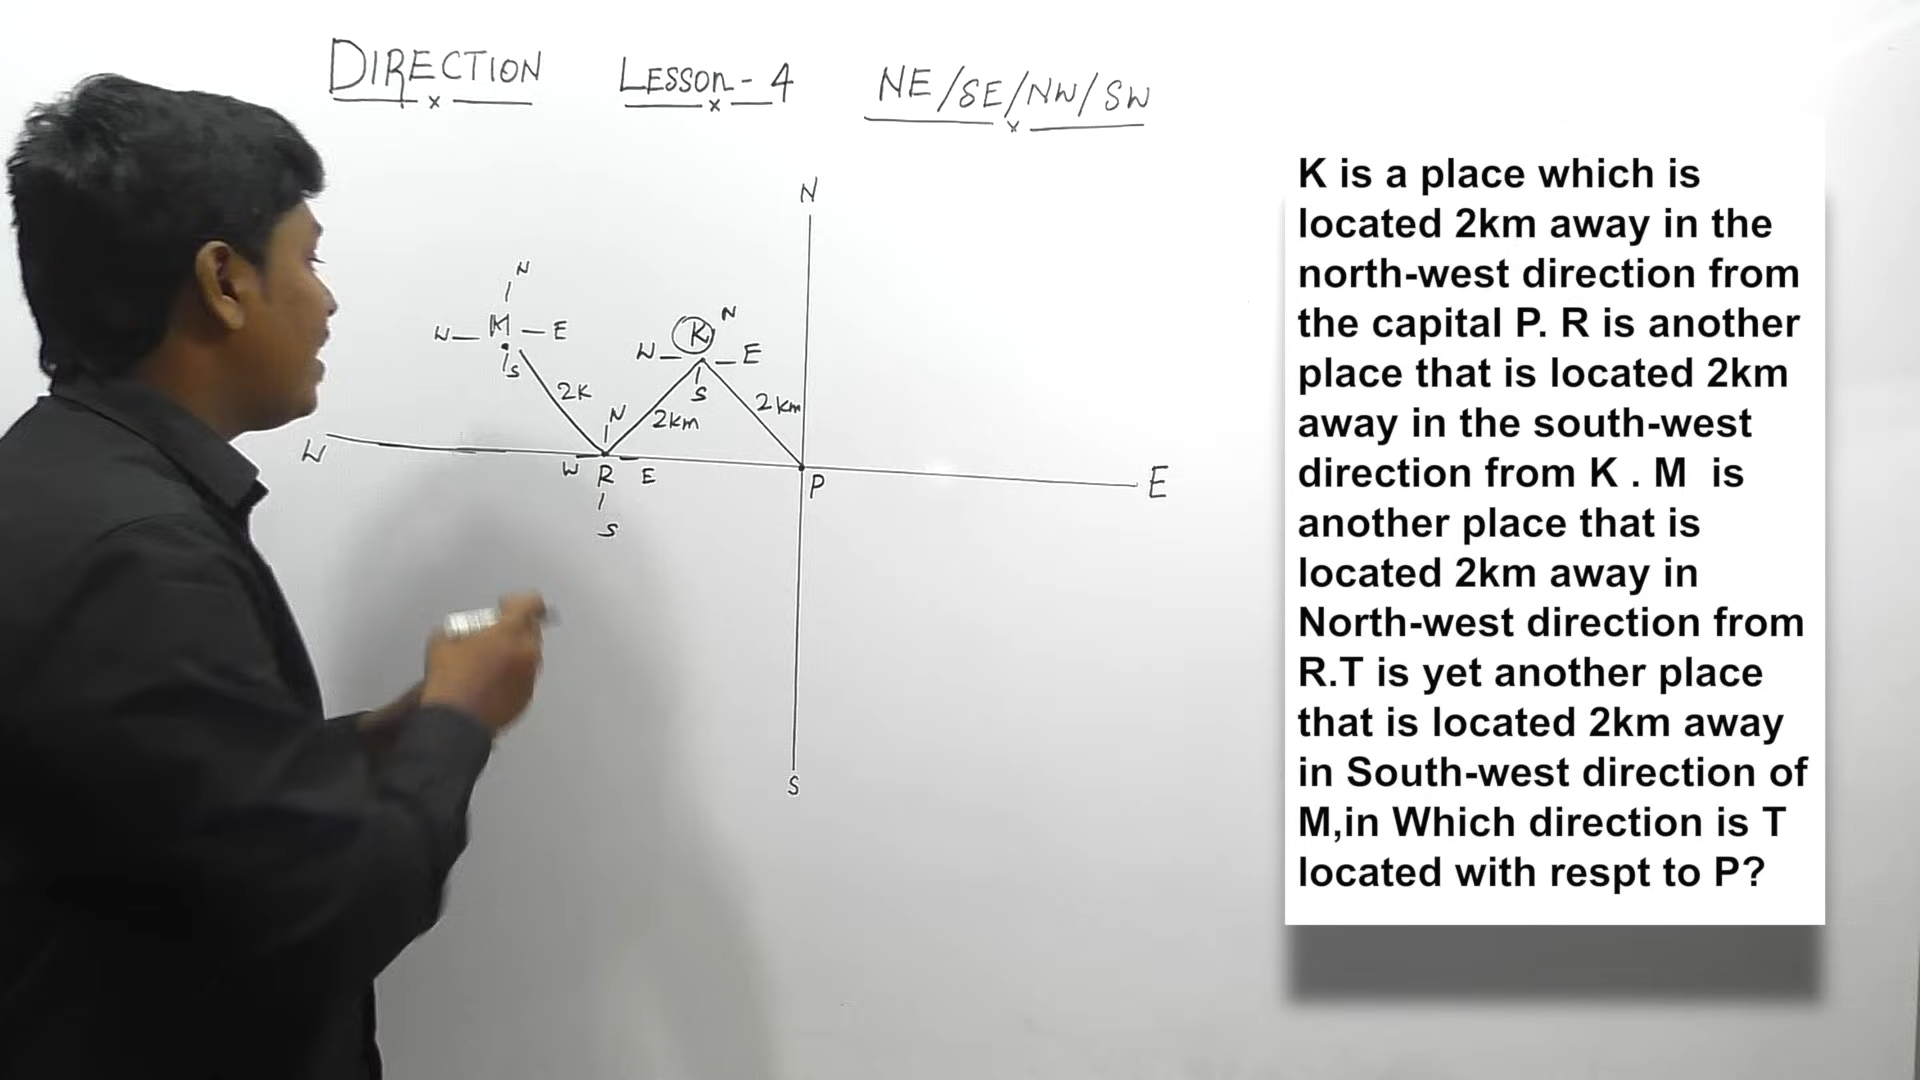 DIRECTION LESSON-4 NE/SE/NW/SW
N
N
W M E
S
K N
W E
S
2K
2km
2km
N
W
W R E
S
P
E
S
K is a place which is
located 2km away in the
north-west direction from
the capital P. R is another
place that is located 2km
away in the south-west
direction from K . M is
another place that is
located 2km away in
North-west direction from
R.T is yet another place
that is located 2km away
in South-west direction of
M,in Which direction is T
located with respt to P?